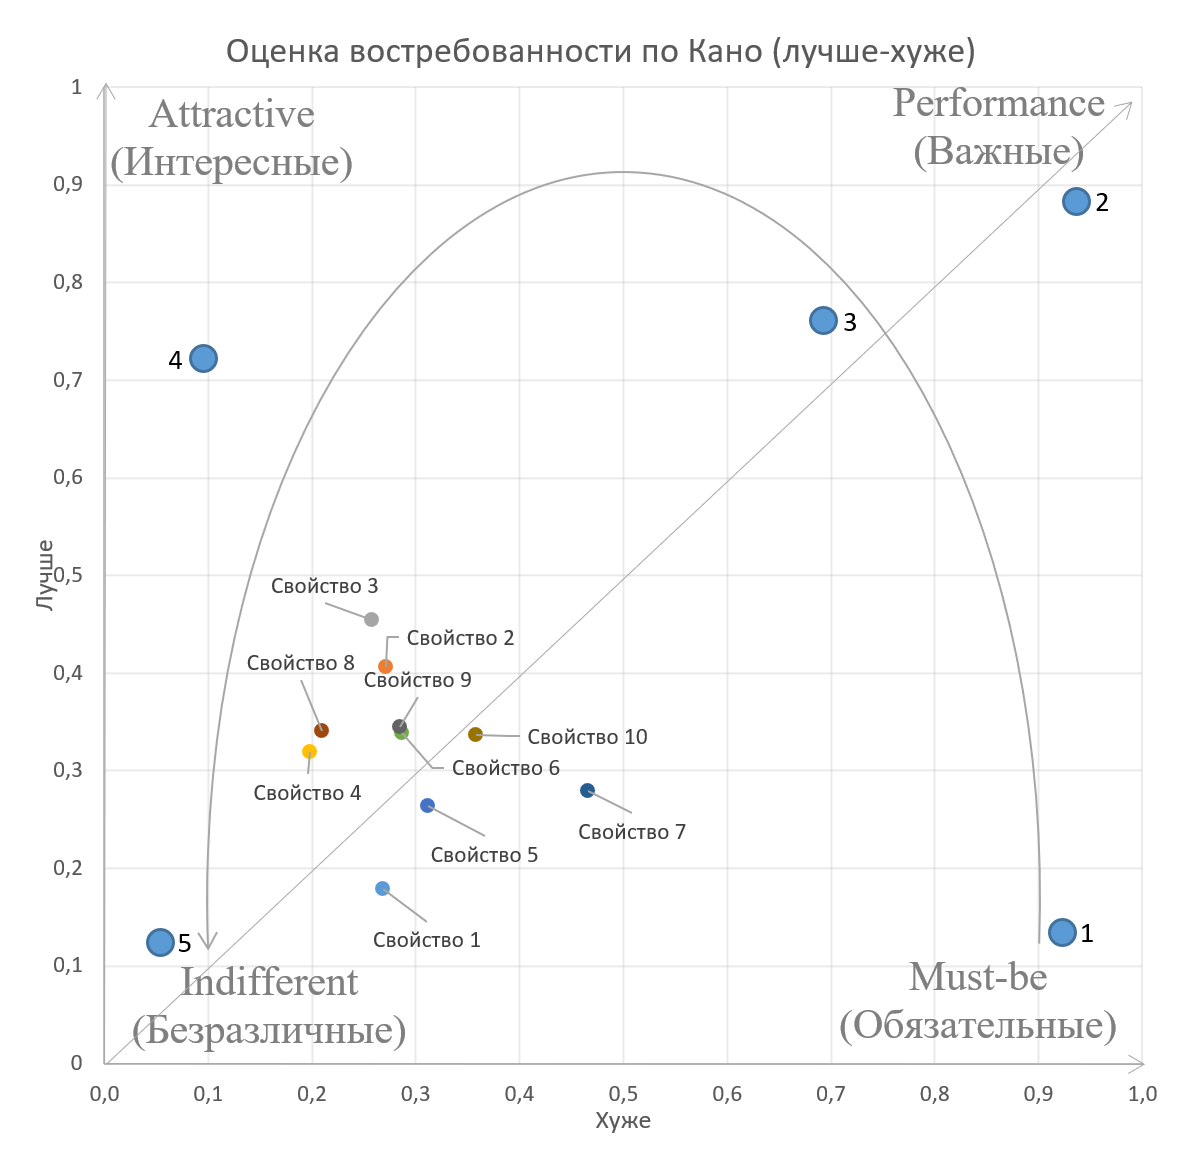 Оценка востребованности по Кано (лучше-хуже)
1
Attractive
(Интересные)
Performance
(Важные)
0,9
2
0,8
3
4
0,7
0,6
Лучше
0,5
Свойство 3
Свойство 2
Свойство 8
0,4
Свойство 9
Свойство 10
0,3
Свойство 6
Свойство 4
Свойство 7
Свойство 5
0,2
Свойство 1
5
1
0,1
Indifferent
(Безразличные)
Must-be
(Обязательные)
0
0,0 0,1 0,2 0,3 0,4 0,5 0,6 0,7 0,8 0,9 1,0
Хуже